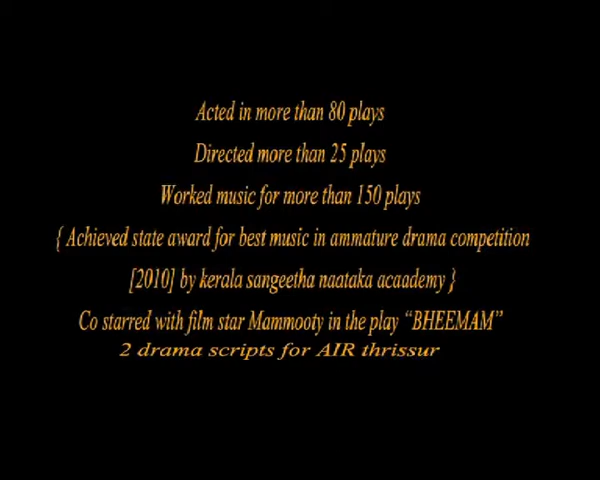 Acted in more than 80 plays
Directed more than 25 plays
Worked music for more than 150 plays
{ Achieved state award for best music in ammature drama competition
[2010] by kerala sangeetha naataka acaademy }
Co starred with film star Mammooty in the play “BHEEMAM”
2 drama scripts for AIR thrissur